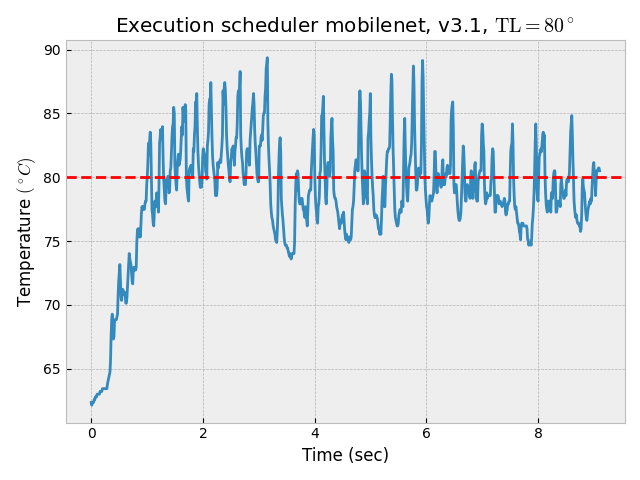 Execution scheduler mobilenet, v3.1, TL = 80°
Temperature (°C)
90
85
80
75
70
65
0 2 4 6 8
Time (sec)